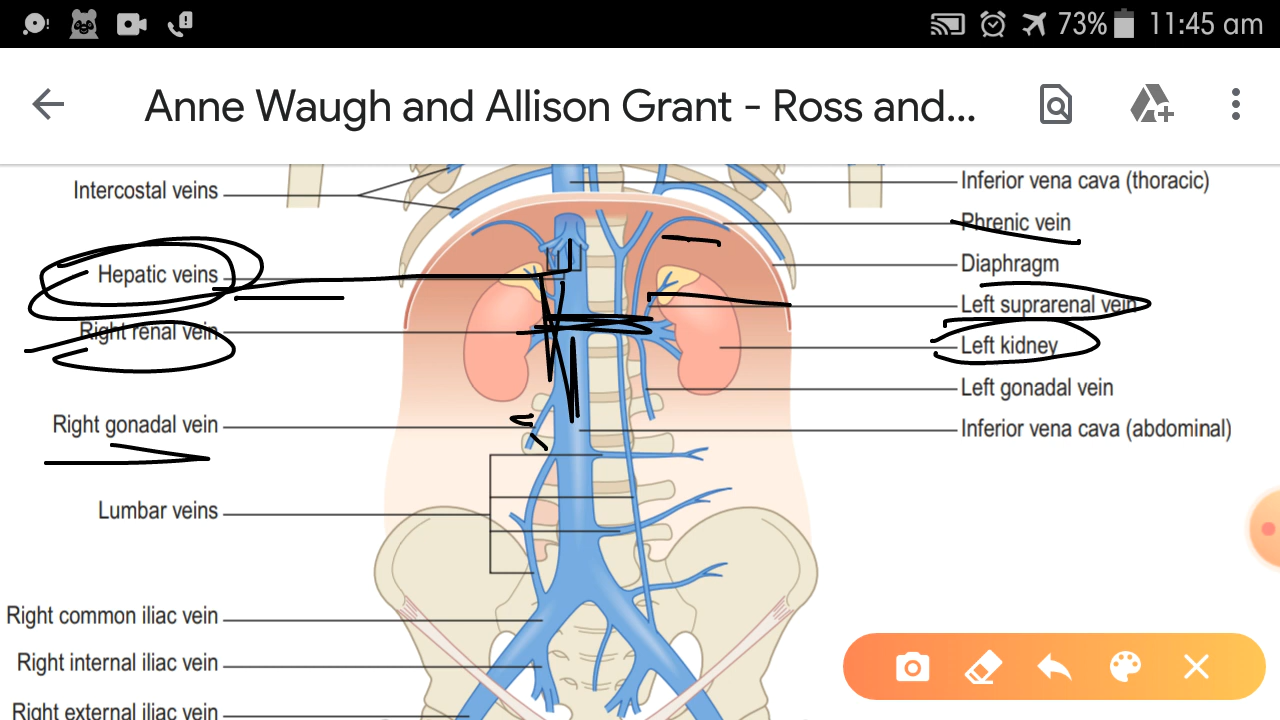 73% 11:45 am
Anne Waugh and Allison Grant - Ross and...
Intercostal veins
Hepatic veins
Right renal vein
Right gonadal vein
Lumbar veins
Right common iliac vein
Right internal iliac vein
Right external iliac vein
Inferior vena cava (thoracic)
Phrenic vein
Diaphragm
Left suprarenal vein
Left kidney
Left gonadal vein
Inferior vena cava (abdominal)